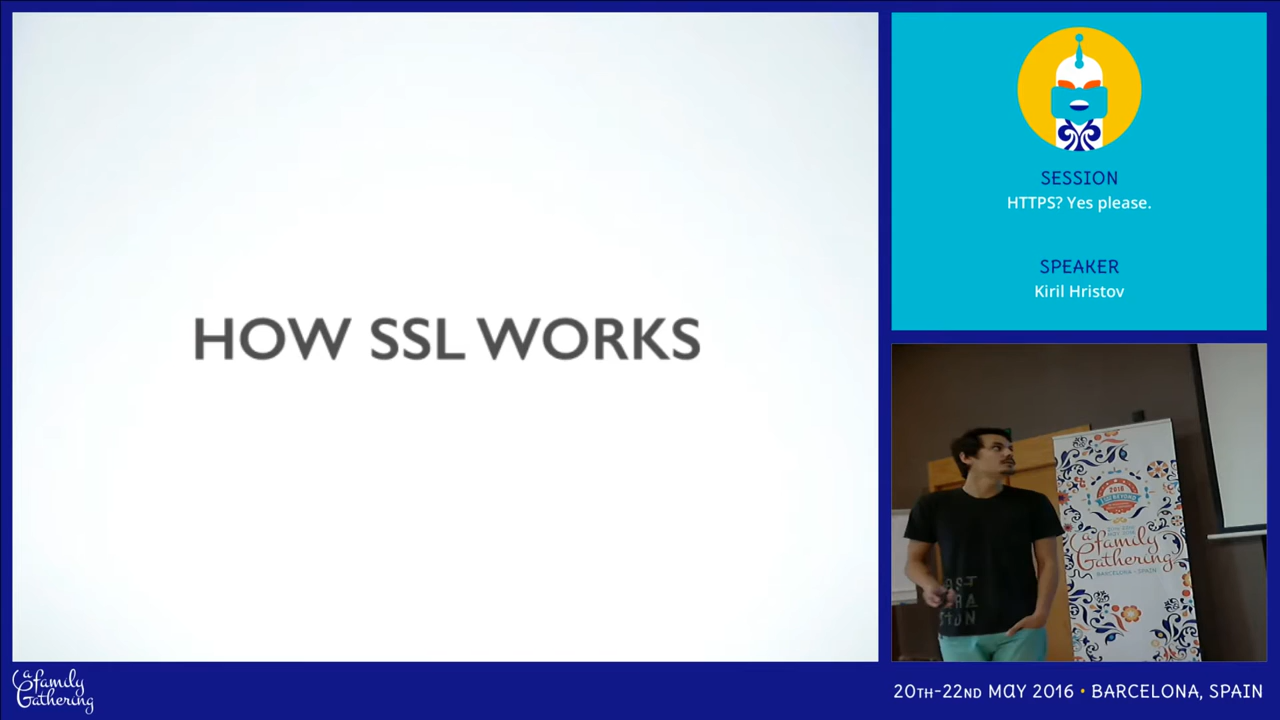 HOW SSL WORKS
SESSION
HTTPS? Yes please.
SPEAKER
Kiril Hristov
2016
a family
Gathering
BARCELONA • SPAIN
a family
Gathering
20TH-22ND MAY 2016 • BARCELONA, SPAIN